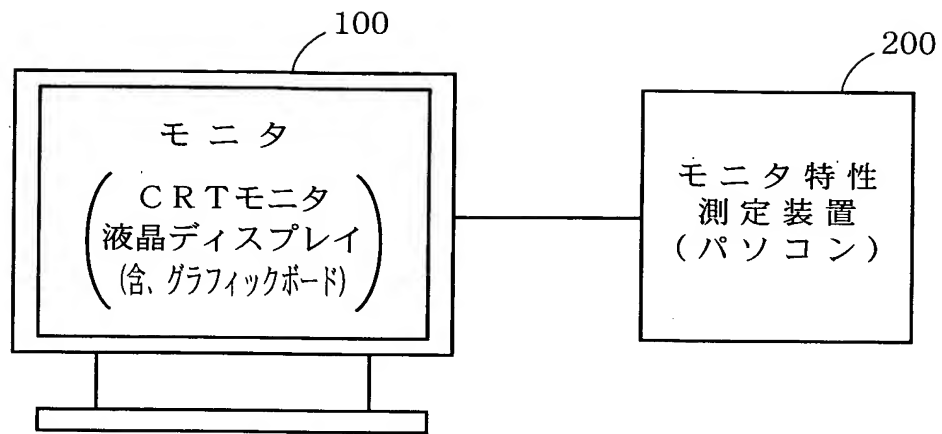 100
モニタ
CRTモニタ
液晶ディスプレイ
(含、グラフィックボード)
200
モニタ特性
測定装置
(パソコン)